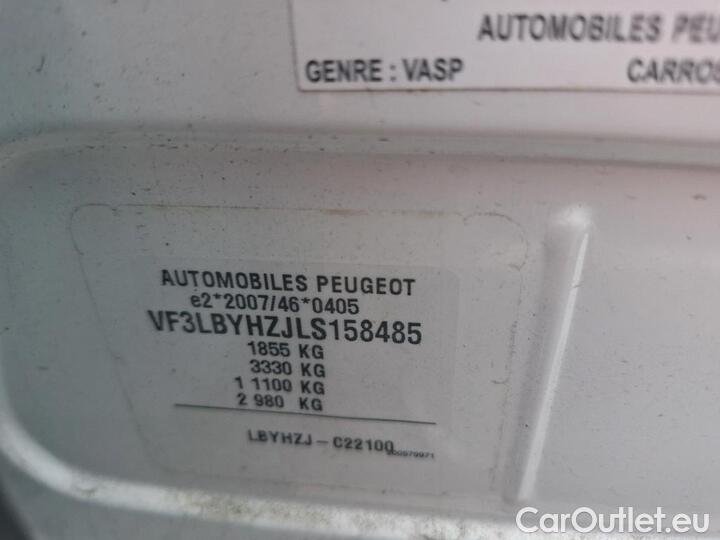 AUTOMOBILES PEU
GENRE : VASP CARROS
AUTOMOBILES PEUGEOT
e2*2007/46*0405
VF3LBYHZJLS158485
1855 KG
3330 KG
1 1100 KG
2 980 KG
LBYHZJ - C22100
CarOutlet.eu